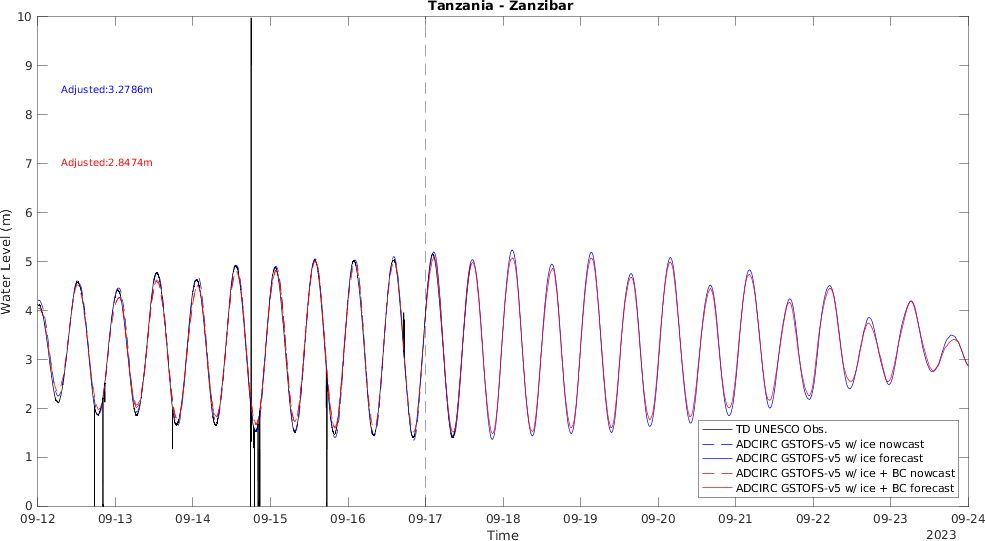 Tanzania - Zanzibar
10
9
8
7
6
5
4
3
2
1
0
Water Level (m)
Adjusted:3.2786m
Adjusted:2.8474m
TD UNESCO Obs.
ADCIRC GSTOFS-v5 w/ ice nowcast
ADCIRC GSTOFS-v5 w/ ice forecast
ADCIRC GSTOFS-v5 w/ ice + BC nowcast
ADCIRC GSTOFS-v5 w/ ice + BC forecast
09-12 09-13 09-14 09-15 09-16 09-17 09-18 09-19 09-20 09-21 09-22 09-23 09-24
Time
2023